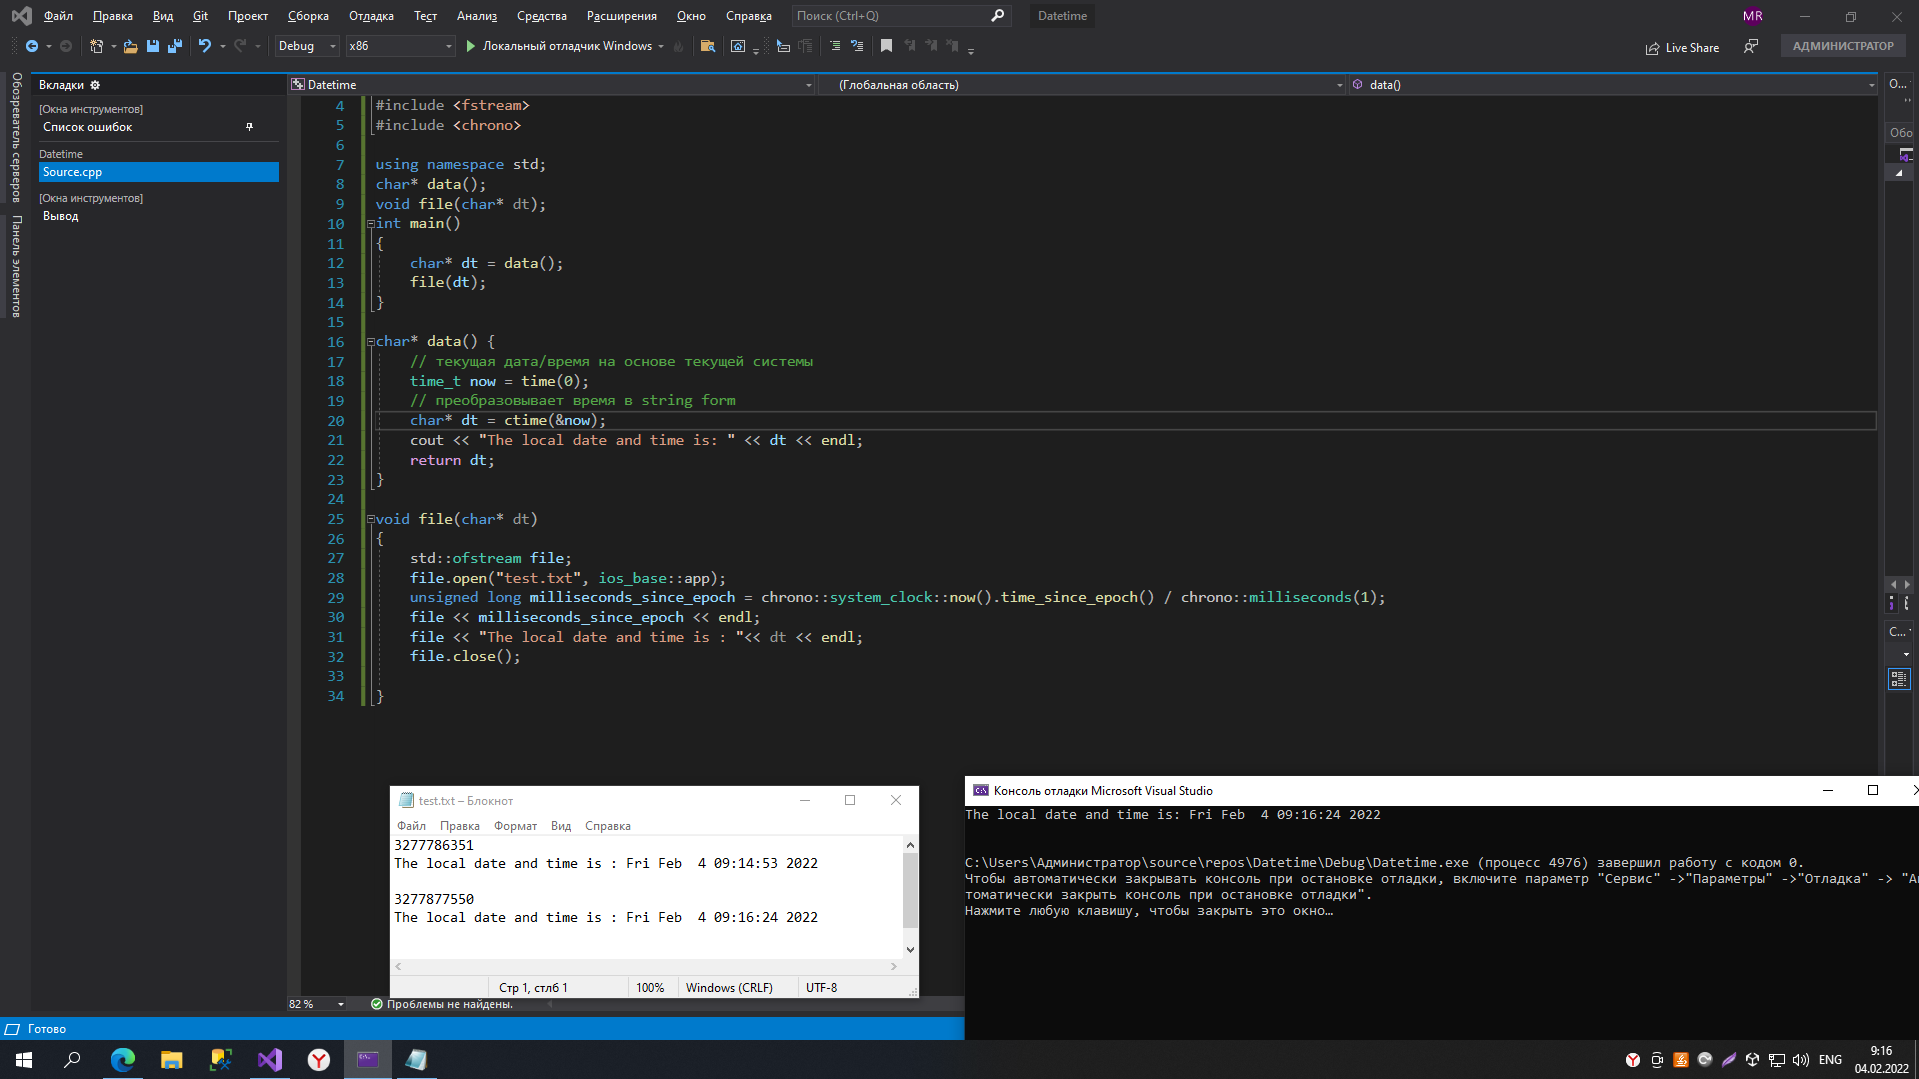 Файл Правка Вид Git Проект Сборка Отладка Тест Анализ Средства Расширения Окно Справка Поиск (Ctrl+Q) Datetime MR
Debug x86 Локальный отладчик Windows Live Share АДМИНИСТРАТОР
Обозреватель серверов
Панель элементов
Вкладки
[Окна инструментов]
Список ошибок
Datetime
Source.cpp
[Окна инструментов]
Вывод
Datetime (Глобальная область) data()
4 #include <fstream>
5 #include <chrono>
6
7 using namespace std;
8 char* data();
9 void file(char* dt);
10 int main()
11 {
12 char* dt = data();
13 file(dt);
14 }
15
16 char* data() {
17 // текущая дата/время на основе текущей системы
18 time_t now = time(0);
19 // преобразовывает время в string form
20 char* dt = ctime(&now);
21 cout << "The local date and time is: " << dt << endl;
22 return dt;
23 }
24
25 void file(char* dt)
26 {
27 std::ofstream file;
28 file.open("test.txt", ios_base::app);
29 unsigned long milliseconds_since_epoch = chrono::system_clock::now().time_since_epoch() / chrono::milliseconds(1);
30 file << milliseconds_since_epoch << endl;
31 file << "The local date and time is : "<< dt << endl;
32 file.close();
33
34 }
О...
Обо
С...
test.txt – Блокнот
Файл Правка Формат Вид Справка
3277786351
The local date and time is : Fri Feb  4 09:14:53 2022
3277877550
The local date and time is : Fri Feb  4 09:16:24 2022
Стр 1, стлб 1 100% Windows (CRLF) UTF-8
Консоль отладки Microsoft Visual Studio
The local date and time is: Fri Feb  4 09:16:24 2022
C:\Users\Администратор\source\repos\Datetime\Debug\Datetime.exe (процесс 4976) завершил работу с кодом 0.
Чтобы автоматически закрывать консоль при остановке отладки, включите параметр "Сервис" ->"Параметры" ->"Отладка" -> "А
томатически закрыть консоль при остановке отладки".
Нажмите любую клавишу, чтобы закрыть это окно…
82 % Проблемы не найдены.
Готово
ENG
9:16
04.02.2022